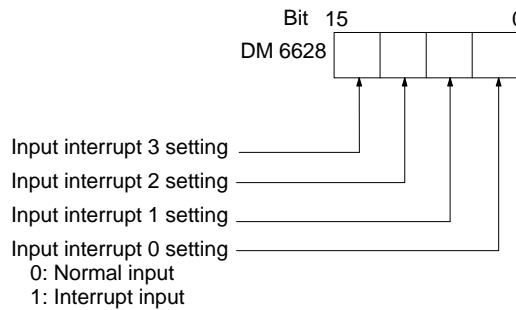 Bit 15 0
DM 6628
Input interrupt 3 setting
Input interrupt 2 setting
Input interrupt 1 setting
Input interrupt 0 setting
0: Normal input
1: Interrupt input